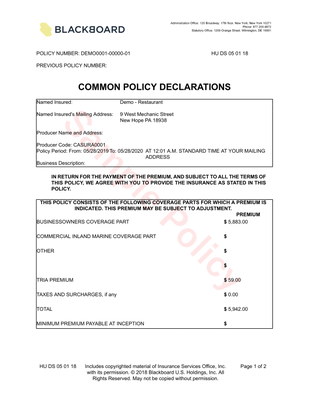 BLACKBOARD
Administrative Office: 120 Broadway, 17th Floor, New York, New York 10271
Statutory Office: 1209 Orange Street, Wilmington, DE 19801
POLICY NUMBER: DEMO0001-00000-01 HU DS 05 01 18
PREVIOUS POLICY NUMBER:
COMMON POLICY DECLARATIONS
Named Insured: Demo - Restaurant
Named Insured's Mailing Address: 9 West Mechanic Street
New Hope PA 18938
Producer Name and Address:
Producer Code: CASURA0001
Policy Period: From: 05/28/2019 To: 05/28/2020 AT 12:01 A.M. STANDARD TIME AT YOUR MAILING
ADDRESS
Business Description:
IN RETURN FOR THE PAYMENT OF THE PREMIUM, AND SUBJECT TO ALL THE TERMS OF
THIS POLICY, WE AGREE WITH YOU TO PROVIDE THE INSURANCE AS STATED IN THIS
POLICY.
THIS POLICY CONSISTS OF THE FOLLOWING COVERAGE PARTS FOR WHICH A PREMIUM IS
INDICATED. THIS PREMIUM MAY BE SUBJECT TO ADJUSTMENT.
PREMIUM
BUSINESSOWNERS COVERAGE PART $ 5,883.00
COMMERCIAL INLAND MARINE COVERAGE PART $
OTHER $
$
TRIA PREMIUM $ 59.00
TAXES AND SURCHARGES, if any $ 0.00
TOTAL $ 5,942.00
MINIMUM PREMIUM PAYABLE AT INCEPTION $
Sample Policy
HU DS 05 01 18 Includes copyrighted material of Insurance Services Office, Inc. Page 1 of 2
with its permission. © 2018 Blackboard U.S. Holdings, Inc. All
Rights Reserved. May not be copied without permission.